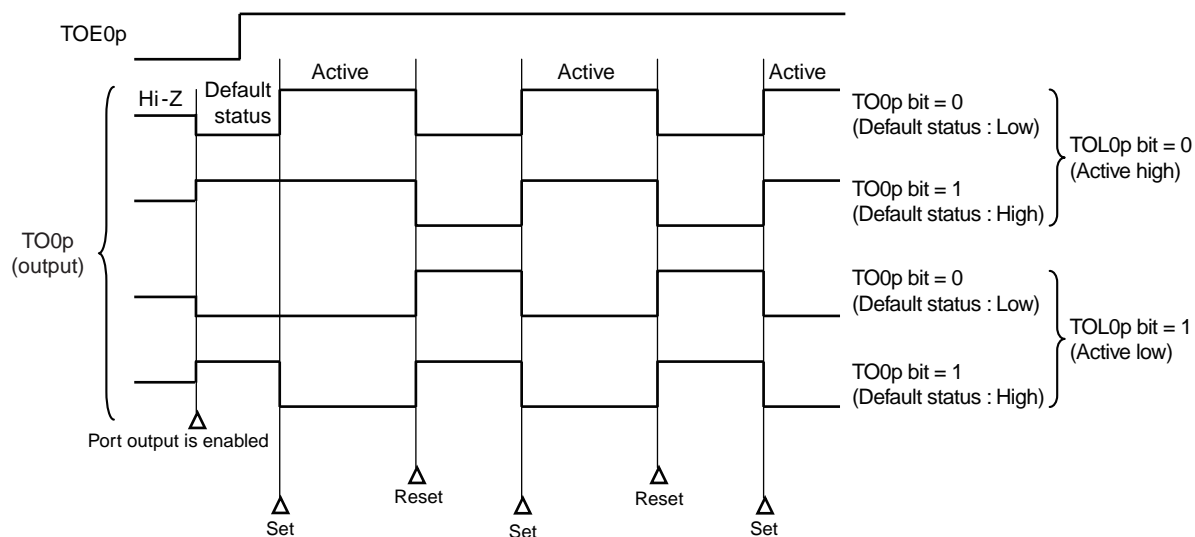 TOE0p
Active
Active
Active
Hi-Z
Default
status
TO0p bit = 0
(Default status : Low)
TOL0p bit = 0
(Active high)
TO0p bit = 1
(Default status : High)
TO0p
(output)
TO0p bit = 0
(Default status : Low)
TOL0p bit = 1
(Active low)
TO0p bit = 1
(Default status : High)
Port output is enabled
Reset
Reset
Set
Set
Set